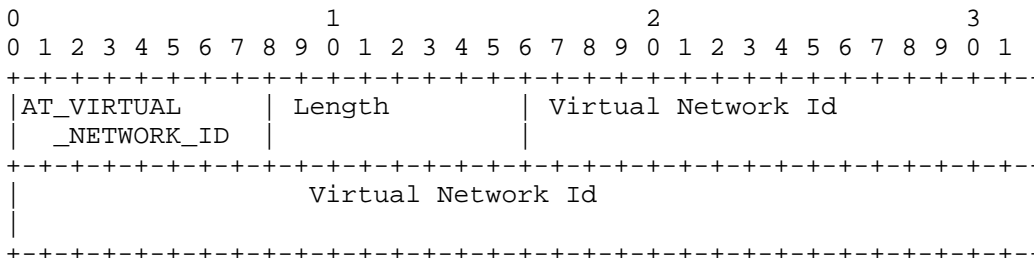 0                   1                   2                   3
0 1 2 3 4 5 6 7 8 9 0 1 2 3 4 5 6 7 8 9 0 1 2 3 4 5 6 7 8 9 0 1
+-+-+-+-+-+-+-+-+-+-+-+-+-+-+-+-+-+-+-+-+-+-+-+-+-+-+-+-+-+-+-+-
|AT_VIRTUAL     | Length        | Virtual Network Id
|  _NETWORK_ID  |               |
+-+-+-+-+-+-+-+-+-+-+-+-+-+-+-+-+-+-+-+-+-+-+-+-+-+-+-+-+-+-+-+-
|                  Virtual Network Id
|
+-+-+-+-+-+-+-+-+-+-+-+-+-+-+-+-+-+-+-+-+-+-+-+-+-+-+-+-+-+-+-+-